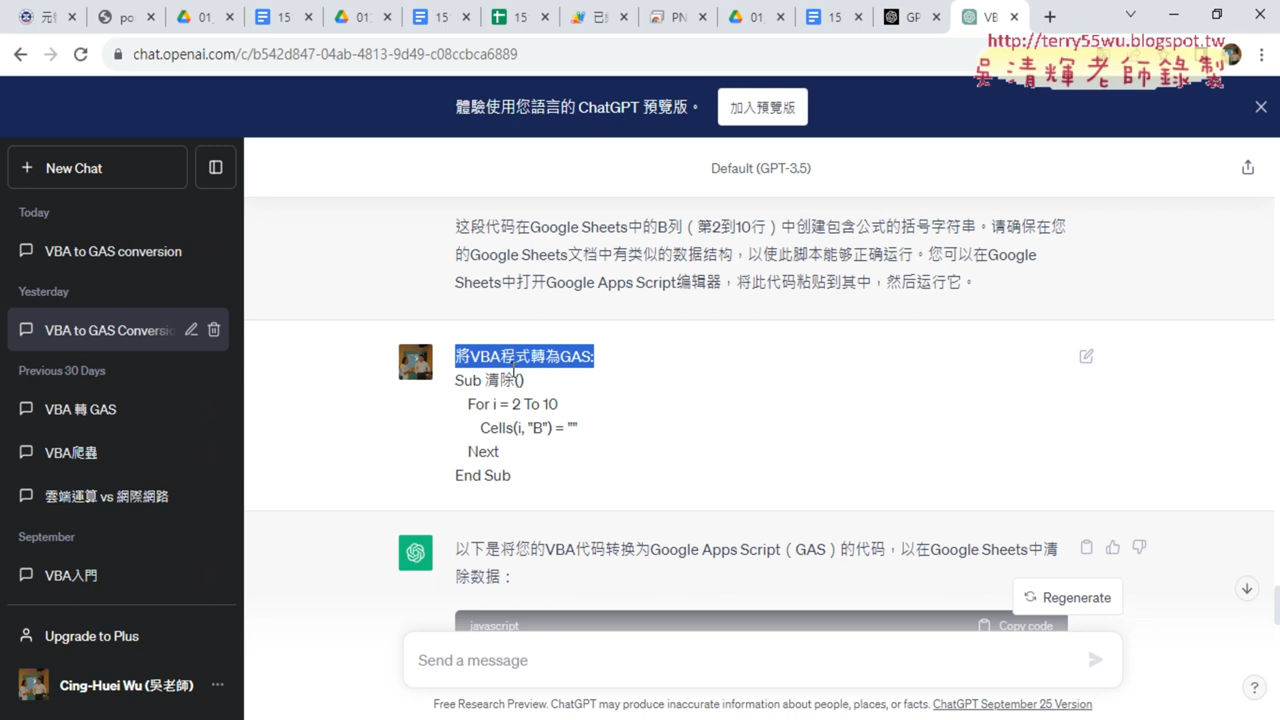 元
po
01_
15
01
15
15
已
PN
01_
15
GP
VB
chat.openai.com/c/b542d847-04ab-4813-9d49-c08ccbca6889
http://terry55wu.blogspot.tw
吳清輝老師錄製
體驗使用您語言的 ChatGPT 預覽版。
加入預覽版
New Chat
Default (GPT-3.5)
Today
VBA to GAS conversion
Yesterday
VBA to GAS Conversio
Previous 30 Days
VBA 轉 GAS
VBA爬蟲
雲端運算 vs 網際網路
September
VBA入門
Upgrade to Plus
Cing-Huei Wu (吳老師)
这段代码在Google Sheets中的B列（第2到10行）中创建包含公式的括号字符串。请确保在您
的Google Sheets文档中有类似的数据结构，以使此脚本能够正确运行。您可以在Google
Sheets中打开Google Apps Script编辑器，将此代码粘贴到其中，然后运行它。
將VBA程式轉為GAS:
Sub 清除()
For i = 2 To 10
Cells(i, "B") = ""
Next
End Sub
以下是将您的VBA代码转换为Google Apps Script（GAS）的代码，以在Google Sheets中清
除数据：
javascript
Copy code
Regenerate
Send a message
Free Research Preview. ChatGPT may produce inaccurate information about people, places, or facts. ChatGPT September 25 Version
?